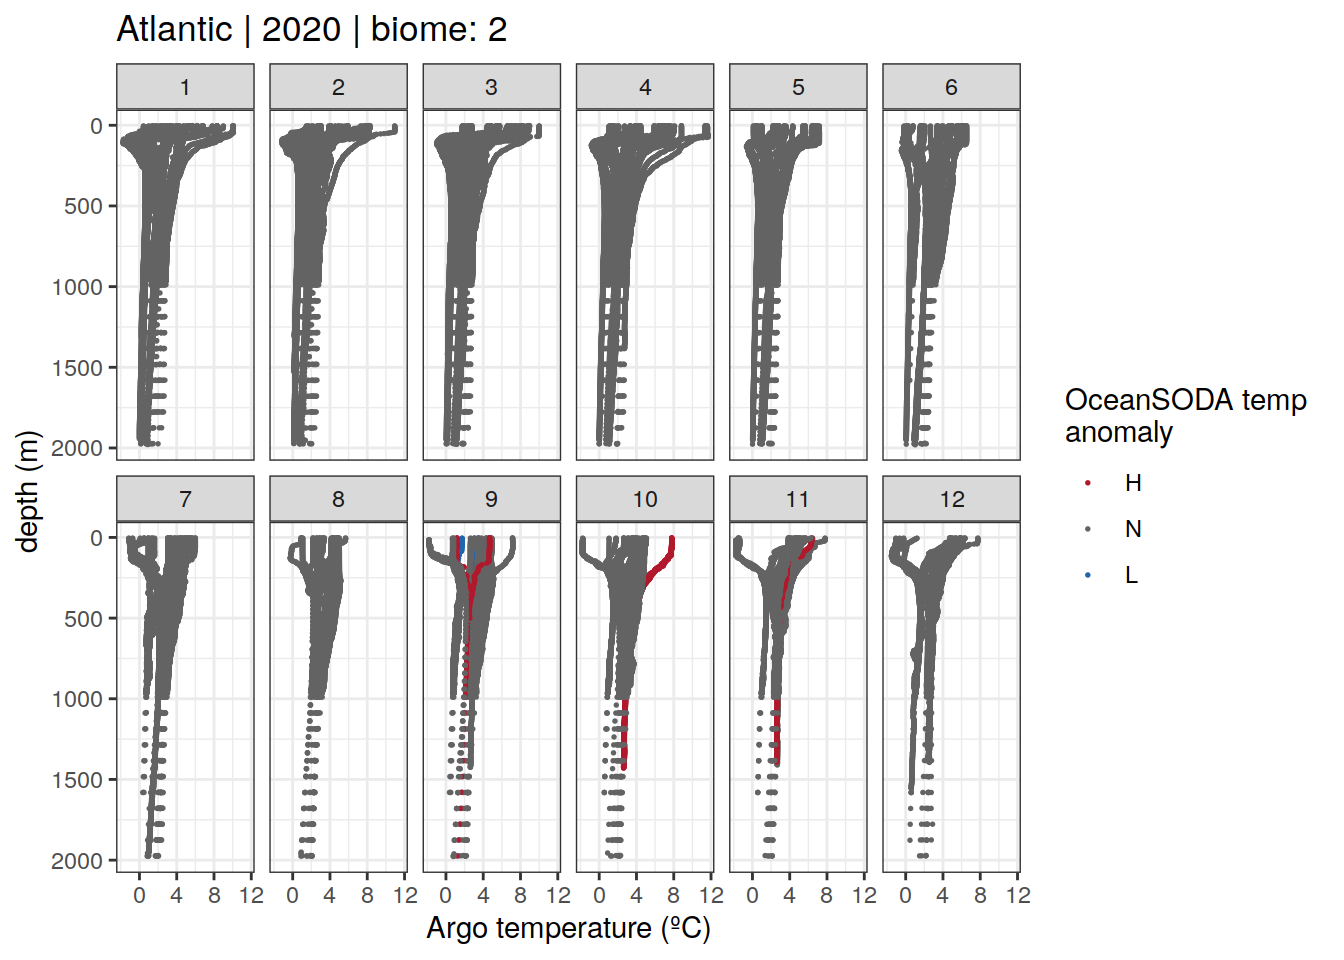 Atlantic | 2020 | biome: 2
1 2 3 4 5 6
0
500
1000
1500
2000
7 8 9 10 11 12
0
500
1000
1500
2000
0 4 8 12 0 4 8 12 0 4 8 12 0 4 8 12 0 4 8 12 0 4 8 12
Argo temperature (ºC)
depth (m)
OceanSODA temp
anomaly
H
N
L